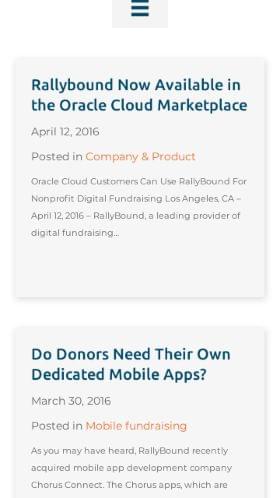 Rallybound Now Available in
the Oracle Cloud Marketplace
April 12, 2016
Posted in Company & Product
Oracle Cloud Customers Can Use RallyBound For
Nonprofit Digital Fundraising Los Angeles, CA –
April 12, 2016 – RallyBound, a leading provider of
digital fundraising...
Do Donors Need Their Own
Dedicated Mobile Apps?
March 30, 2016
Posted in Mobile fundraising
As you may have heard, RallyBound recently
acquired mobile app development company
Chorus Connect. The Chorus apps, which are